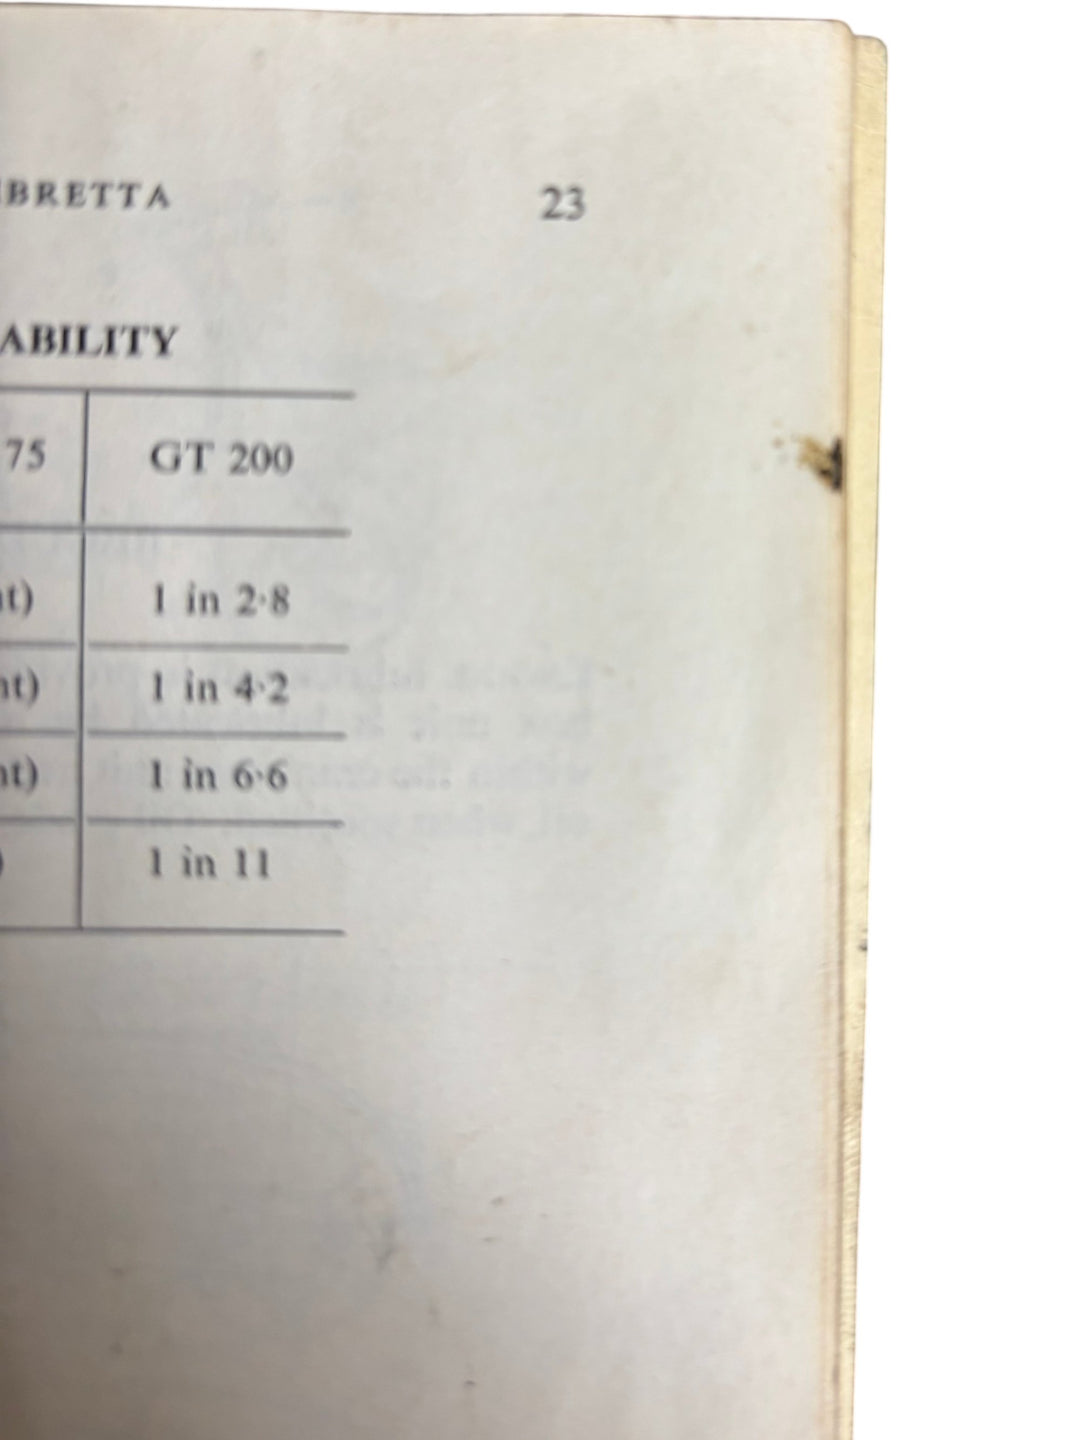 BRETTA 23
ABILITY
75 GT 200
t) 1 in 2·8
nt) 1 in 4·2
nt) 1 in 6·6
) 1 in 11